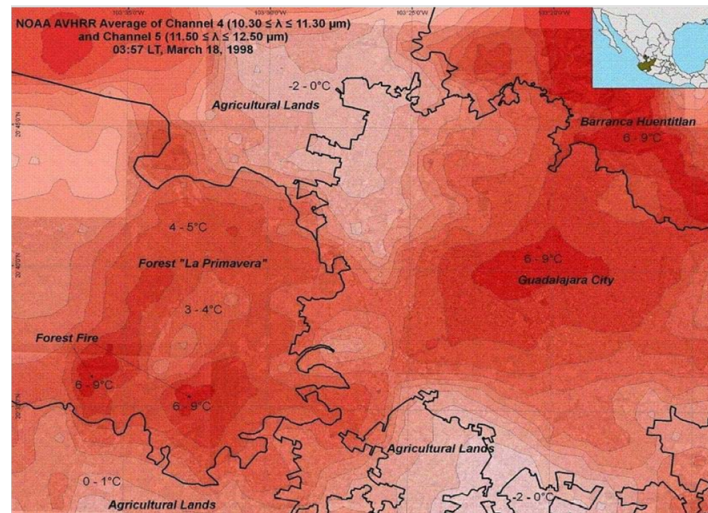 NOAA AVHRR Average of Channel 4 (10.30 ≤ λ ≤ 11.30 µm)
and Channel 5 (11.50 ≤ λ ≤ 12.50 µm)
03:57 LT, March 18, 1998
-2 - 0°C
Agricultural Lands
Barranca Huentitlan
6 - 9°C
4 - 5°C
Forest "La Primavera"
6 - 9°C
Guadalajara City
3 - 4°C
Forest Fire
6 - 9°C
6 - 9°C
Agricultural Lands
0 - 1°C
-2 - 0°C
Agricultural Lands